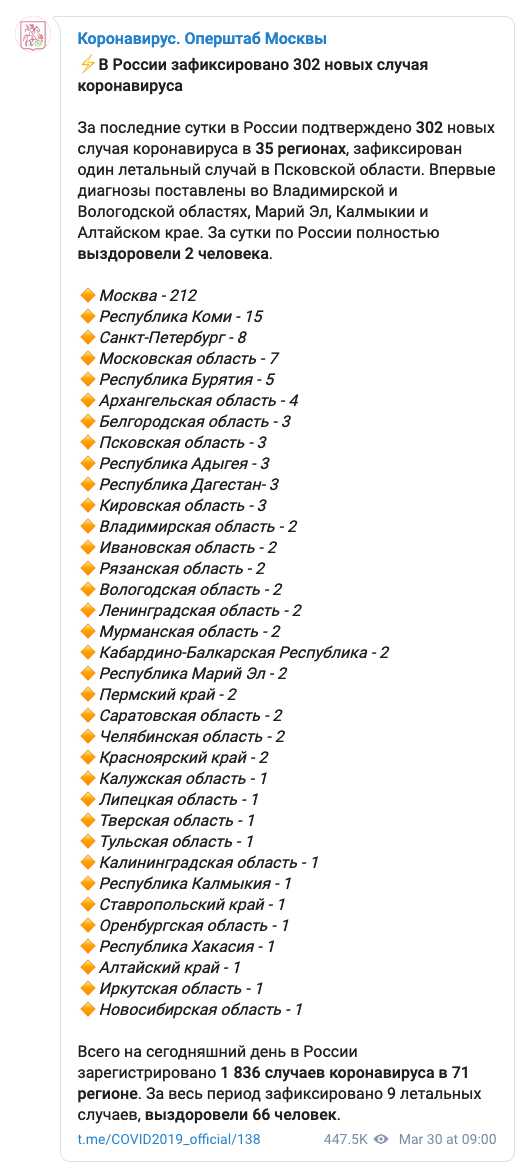 Коронавирус. Оперштаб Москвы
⚡В России зафиксировано 302 новых случая
коронавируса
За последние сутки в России подтверждено 302 новых
случая коронавируса в 35 регионах, зафиксирован
один летальный случай в Псковской области. Впервые
диагнозы поставлены во Владимирской и
Вологодской областях, Марий Эл, Калмыкии и
Алтайском крае. За сутки по России полностью
выздоровели 2 человека.
🔸Москва - 212
🔸Республика Коми - 15
🔸Санкт-Петербург - 8
🔸Московская область - 7
🔸Республика Бурятия - 5
🔸Архангельская область - 4
🔸Белгородская область - 3
🔸Псковская область - 3
🔸Республика Адыгея - 3
🔸Республика Дагестан- 3
🔸Кировская область - 3
🔸Владимирская область - 2
🔸Ивановская область - 2
🔸Рязанская область - 2
🔸Вологодская область - 2
🔸Ленинградская область - 2
🔸Мурманская область - 2
🔸Кабардино-Балкарская Республика - 2
🔸Республика Марий Эл - 2
🔸Пермский край - 2
🔸Саратовская область - 2
🔸Челябинская область - 2
🔸Красноярский край - 2
🔸Калужская область - 1
🔸Липецкая область - 1
🔸Тверская область - 1
🔸Тульская область - 1
🔸Калининградская область - 1
🔸Республика Калмыкия - 1
🔸Ставропольский край - 1
🔸Оренбургская область - 1
🔸Республика Хакасия - 1
🔸Алтайский край - 1
🔸Иркутская область - 1
🔸Новосибирская область - 1
Всего на сегодняшний день в России
зарегистрировано 1 836 случаев коронавируса в 71
регионе. За весь период зафиксировано 9 летальных
случаев, выздоровели 66 человек.
t.me/COVID2019_official/138 447.5K Mar 30 at 09:00